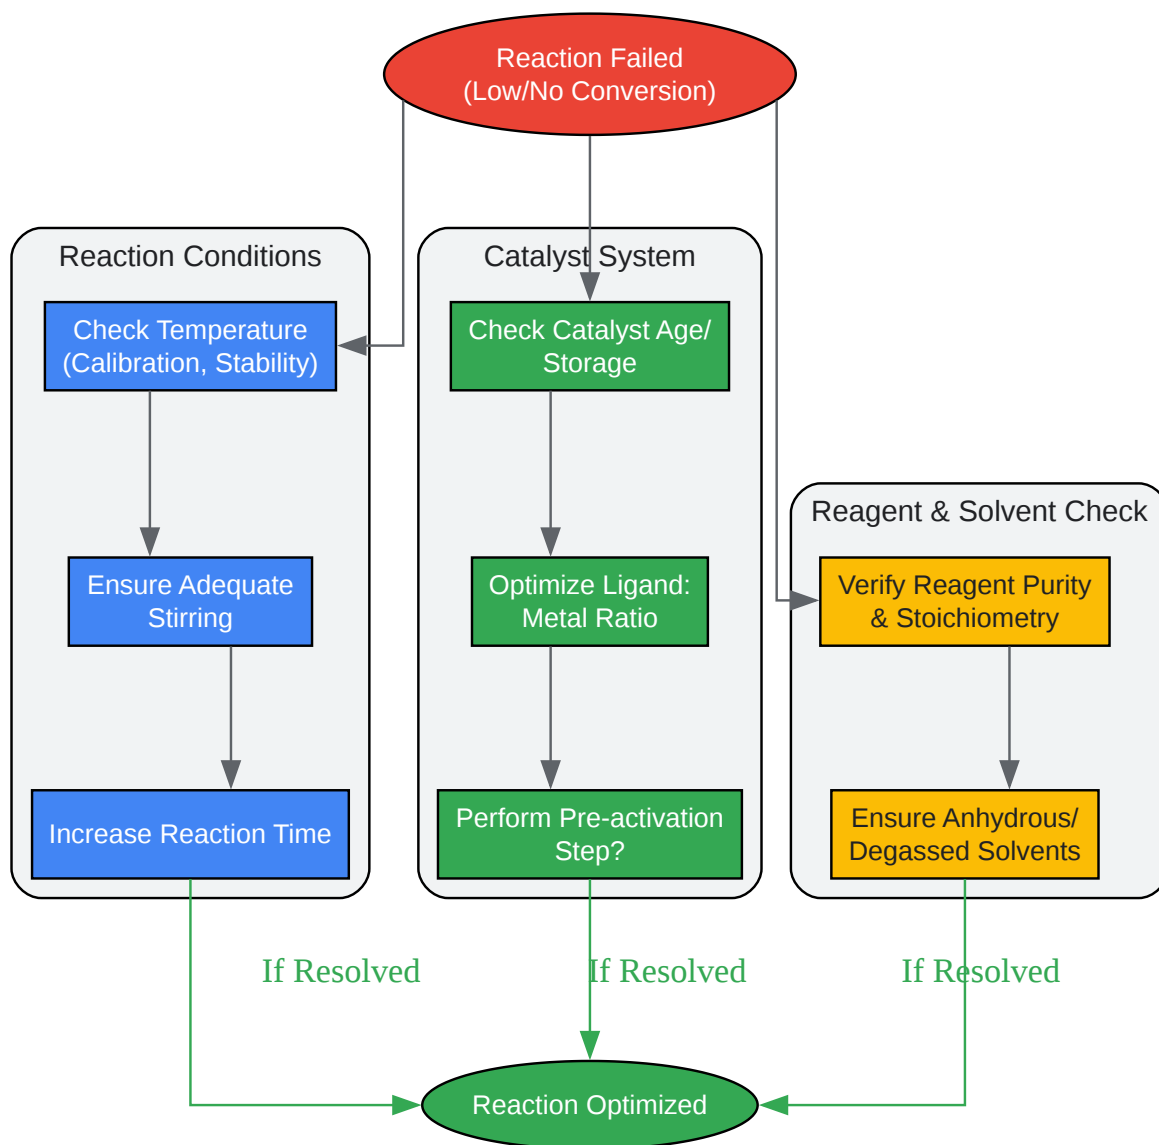 Reaction Failed
(Low/No Conversion)
Reaction Conditions
Check Temperature
(Calibration, Stability)
Ensure Adequate
Stirring
Increase Reaction Time
Catalyst System
Check Catalyst Age/
Storage
Optimize Ligand:
Metal Ratio
Perform Pre-activation
Step?
Reagent & Solvent Check
Verify Reagent Purity
& Stoichiometry
Ensure Anhydrous/
Degassed Solvents
If Resolved
If Resolved
If Resolved
Reaction Optimized